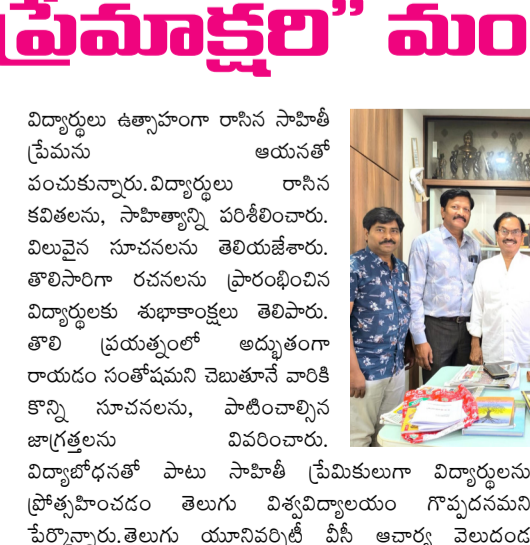 ప్రేమాక్షరి” మం
విద్యార్థులు ఉత్సాహంగా రాసిన సాహితీ
ప్రేమను ఆయనతో
పంచుకున్నారు.విద్యార్థులు రాసిన
కవితలను, సాహిత్యాన్ని పరిశీలించారు.
విలువైన సూచనలను తెలియజేశారు.
తొలిసారిగా రచనలను ప్రారంభించిన
విద్యార్థులకు శుభాకాంక్షలు తెలిపారు.
తొలి ప్రయత్నంలో అద్భుతంగా
రాయడం సంతోషమని చెబుతూనే వారికి
కొన్ని సూచనలను, పాటించాల్సిన
జాగ్రత్తలను వివరించారు.
విద్యాబోధనతో పాటు సాహితీ ప్రేమికులుగా విద్యార్థులను
ప్రోత్సహించడం తెలుగు విశ్వవిద్యాలయం గొప్పదనమని
పేర్కొన్నారు.తెలుగు యూనివర్సిటీ వీసీ ఆచార్య వెలుదండ